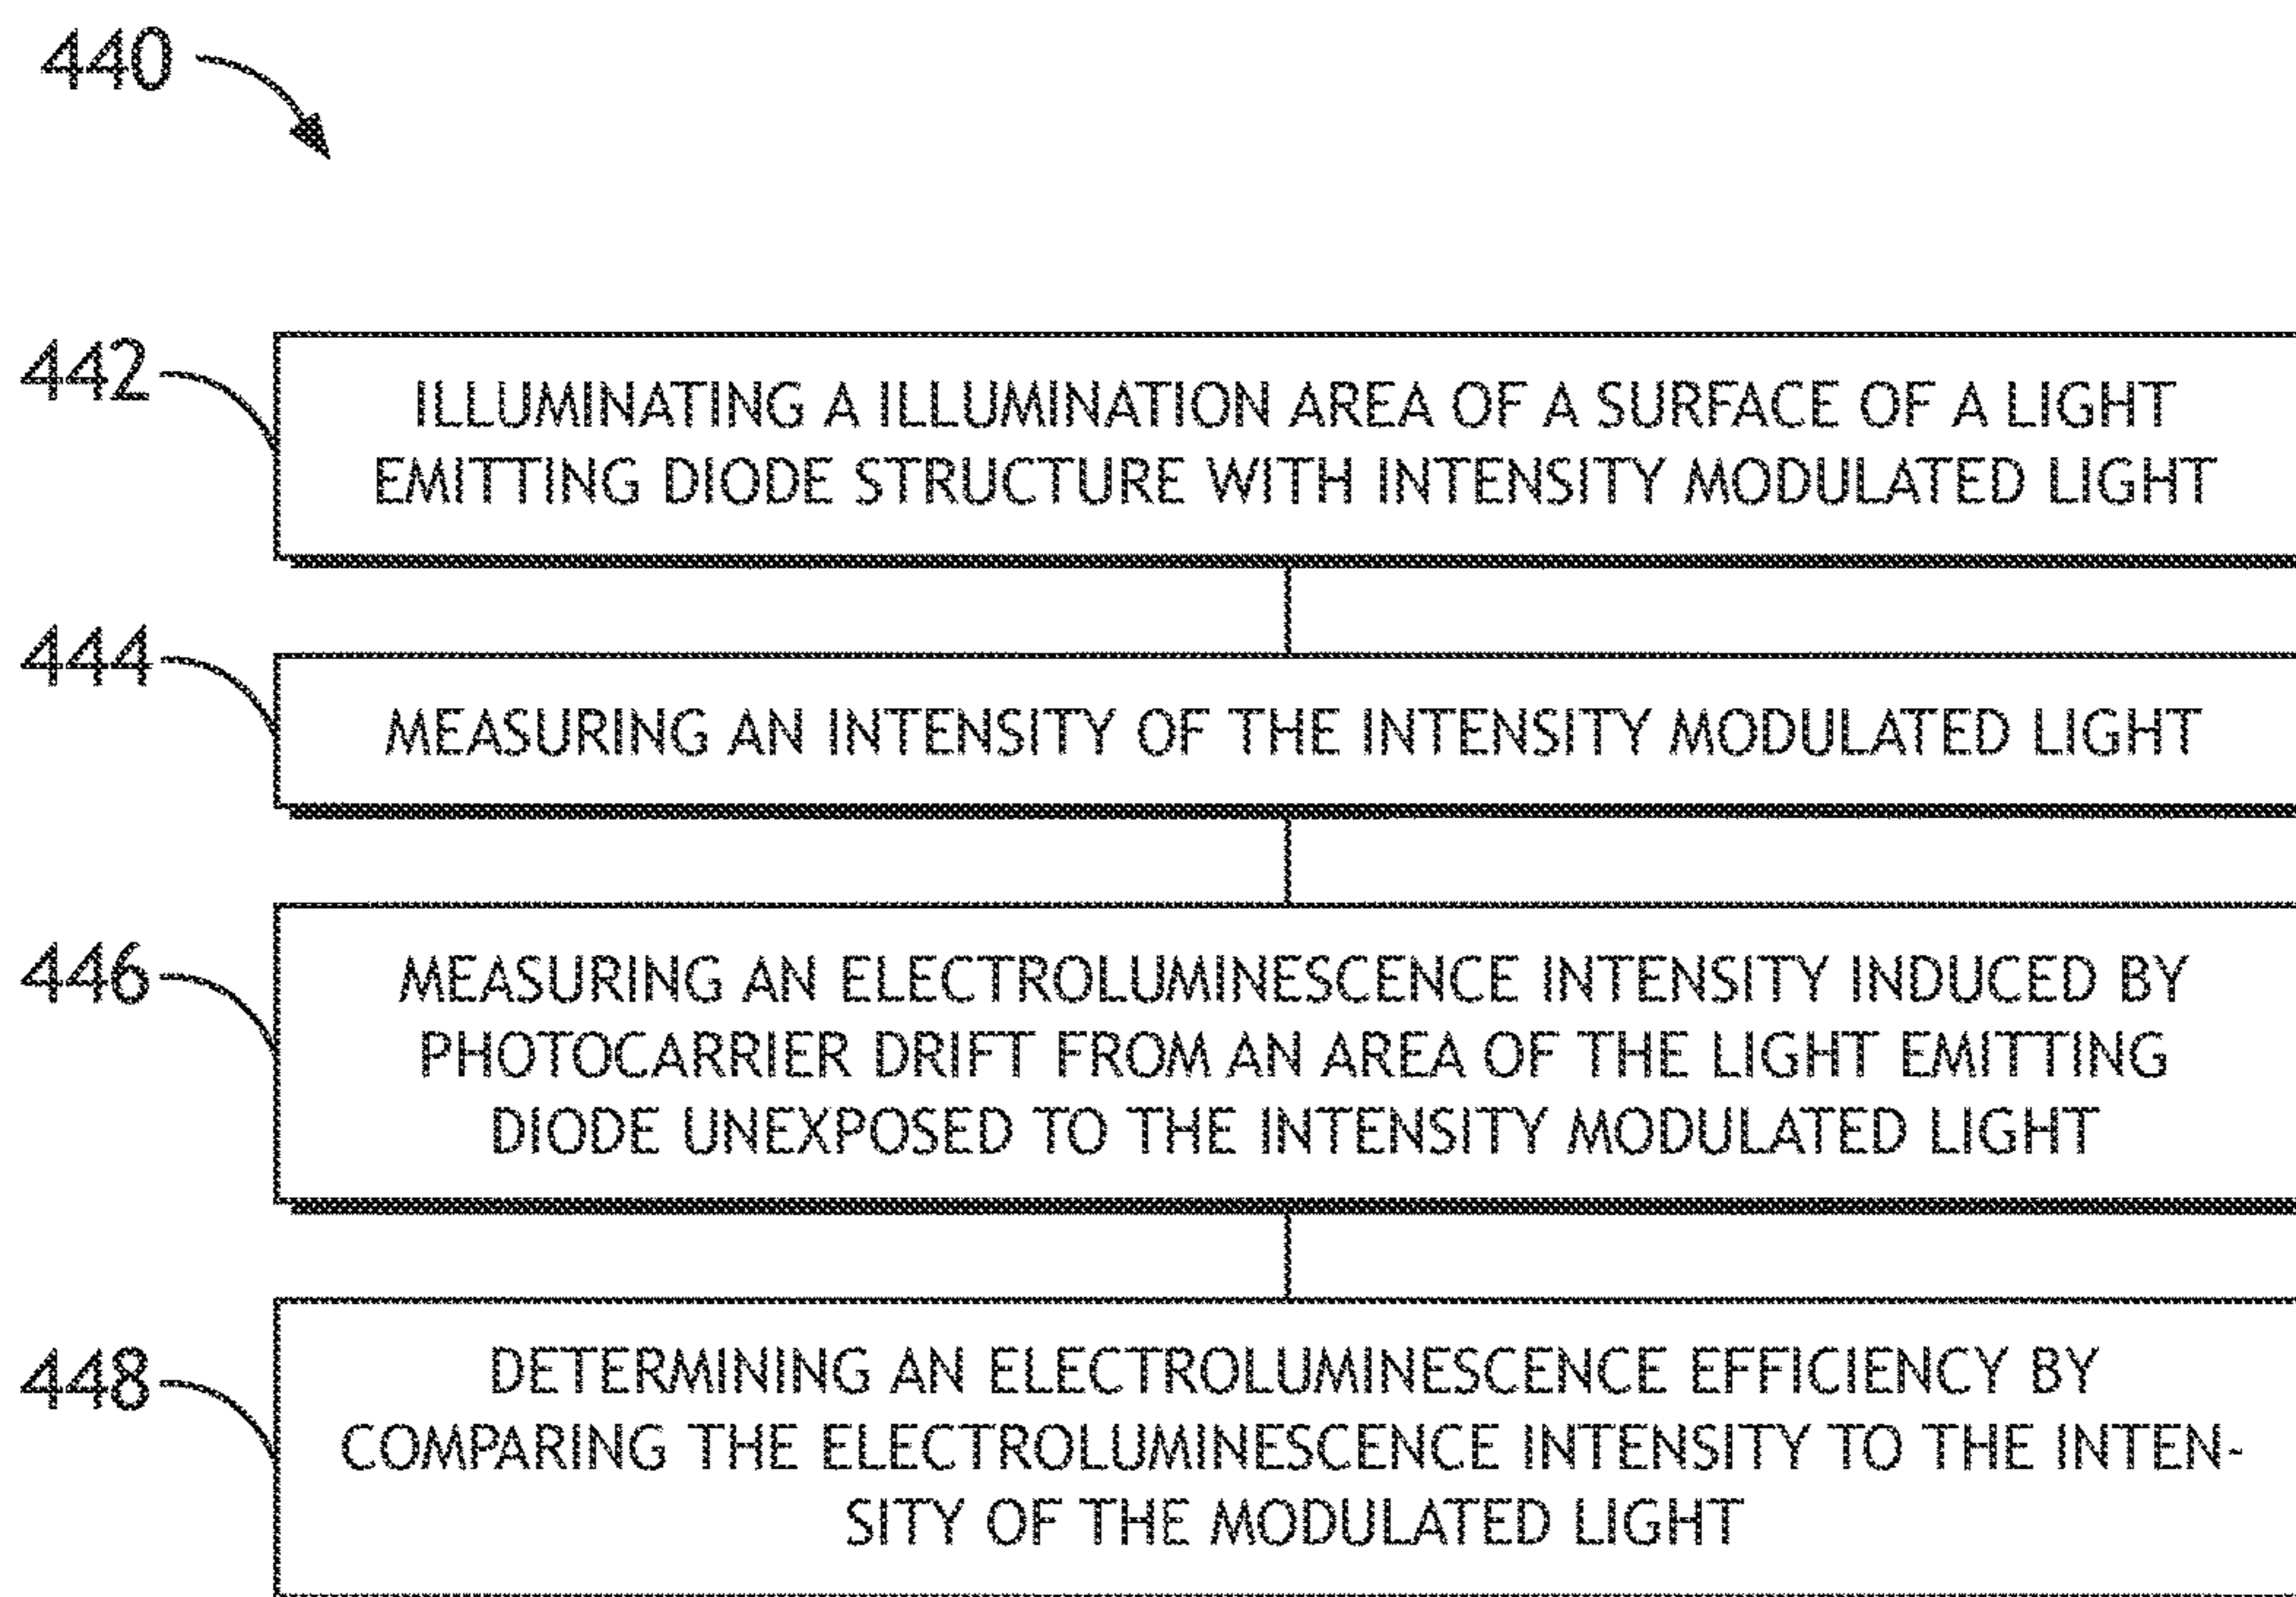 440
442
ILLUMINATING A ILLUMINATION AREA OF A SURFACE OF A LIGHT
EMITTING DIODE STRUCTURE WITH INTENSITY MODULATED LIGHT
444
MEASURING AN INTENSITY OF THE INTENSITY MODULATED LIGHT
446
MEASURING AN ELECTROLUMINESCENCE INTENSITY INDUCED BY
PHOTOCARRIER DRIFT FROM AN AREA OF THE LIGHT EMITTING
DIODE UNEXPOSED TO THE INTENSITY MODULATED LIGHT
448
DETERMINING AN ELECTROLUMINESCENCE EFFICIENCY BY
COMPARING THE ELECTROLUMINESCENCE INTENSITY TO THE INTEN-
SITY OF THE MODULATED LIGHT